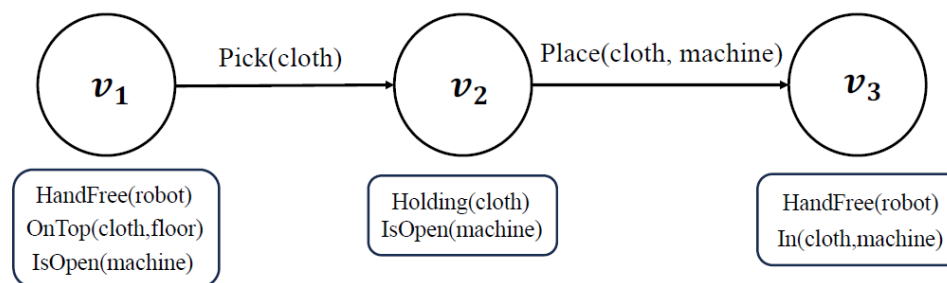 v₁
Pick(cloth)
v₂
Place(cloth, machine)
v₃
HandFree(robot)
OnTop(cloth,floor)
IsOpen(machine)
Holding(cloth)
IsOpen(machine)
HandFree(robot)
In(cloth,machine)